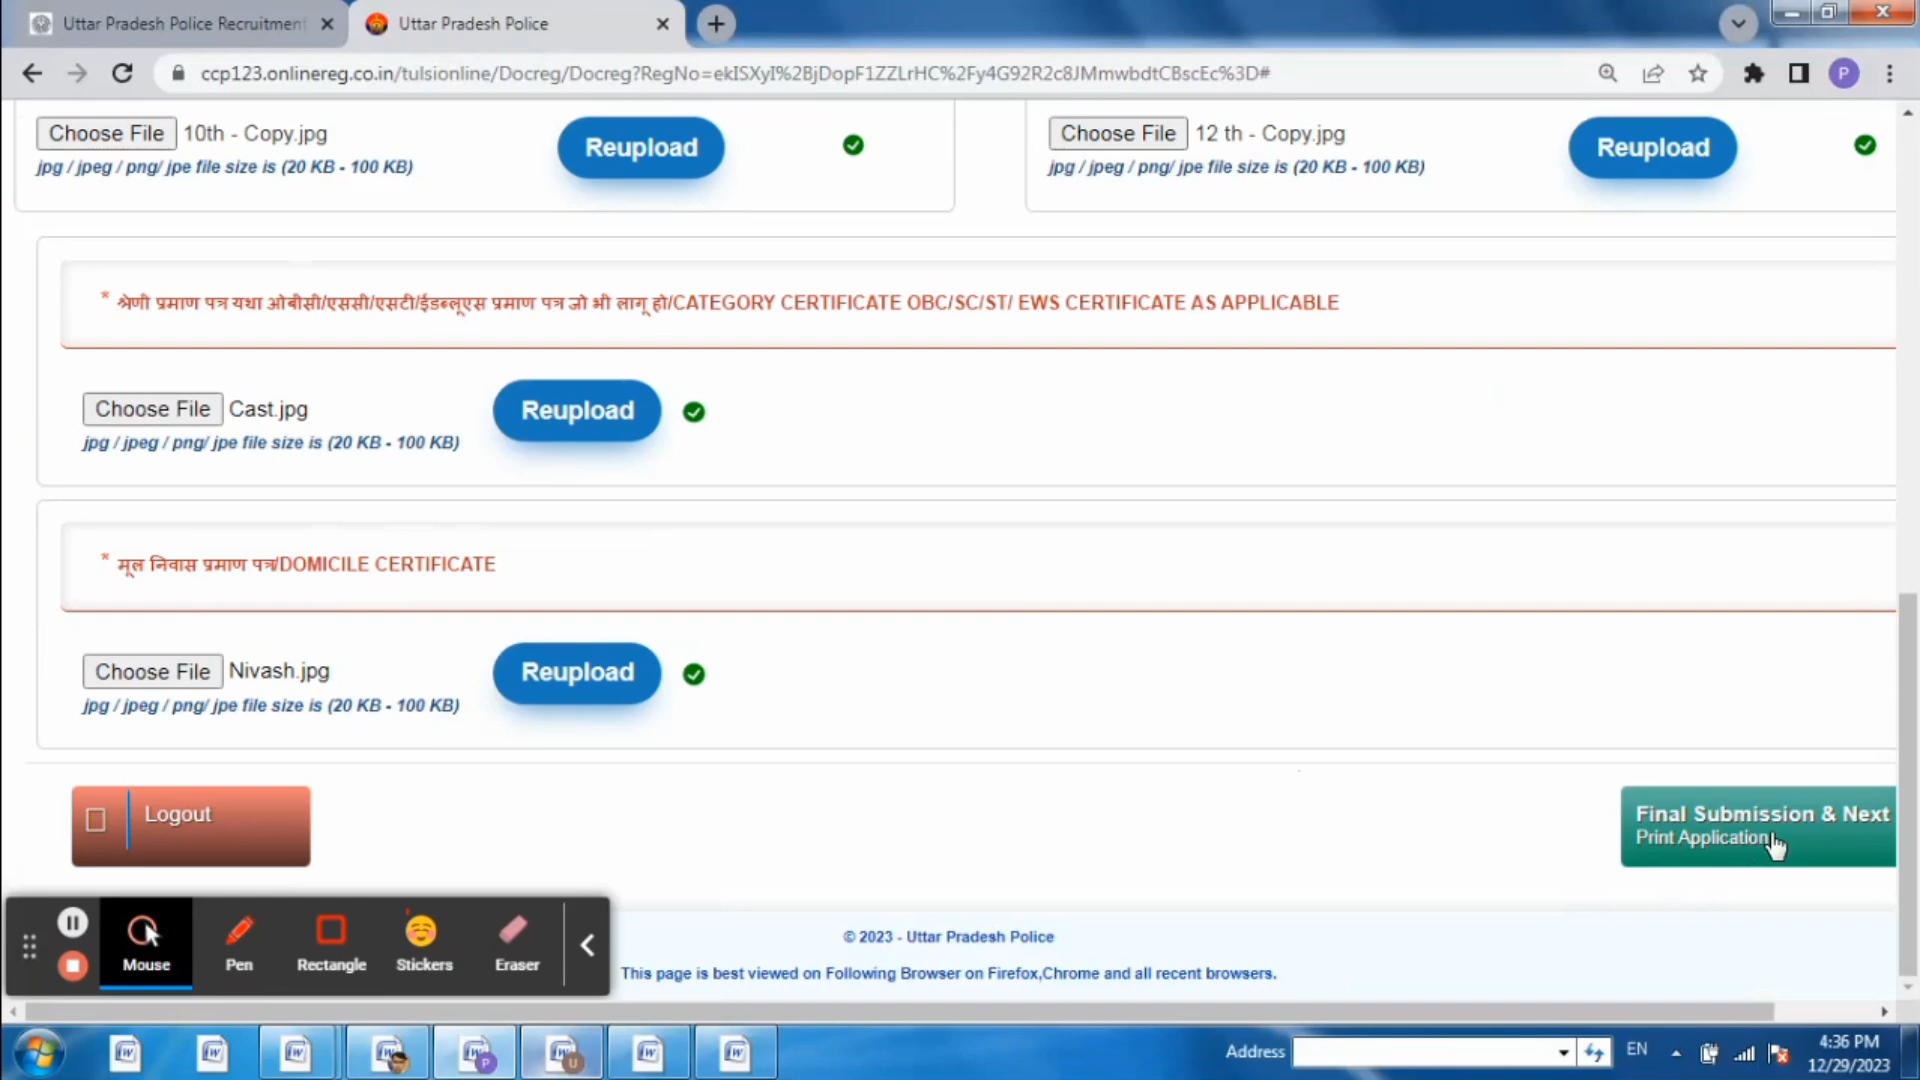 Uttar Pradesh Police Recruitment
Uttar Pradesh Police
ccp123.onlinereg.co.in/tulsionline/Docreg/Docreg?RegNo=ekISXyI%2BjDopF1ZZLrHC%2Fy4G92R2c8JMmwbdtCBscEc%3D#
P
Choose File 10th - Copy.jpg
Reupload
jpg / jpeg / png/ jpe file size is (20 KB - 100 KB)
Choose File 12 th - Copy.jpg
Reupload
jpg / jpeg / png/ jpe file size is (20 KB - 100 KB)
* श्रेणी प्रमाण पत्र यथा ओबीसी/एससी/एसटी/ईडब्लूएस प्रमाण पत्र जो भी लागू हो/CATEGORY CERTIFICATE OBC/SC/ST/ EWS CERTIFICATE AS APPLICABLE
Choose File Cast.jpg
Reupload
jpg / jpeg / png/ jpe file size is (20 KB - 100 KB)
* मूल निवास प्रमाण पत्र/DOMICILE CERTIFICATE
Choose File Nivash.jpg
Reupload
jpg / jpeg / png/ jpe file size is (20 KB - 100 KB)
Logout
Final Submission & Next
Print Application
Mouse
Pen
Rectangle
Stickers
Eraser
© 2023 - Uttar Pradesh Police
This page is best viewed on Following Browser on Firefox,Chrome and all recent browsers.
Address
EN
4:36 PM
12/29/2023